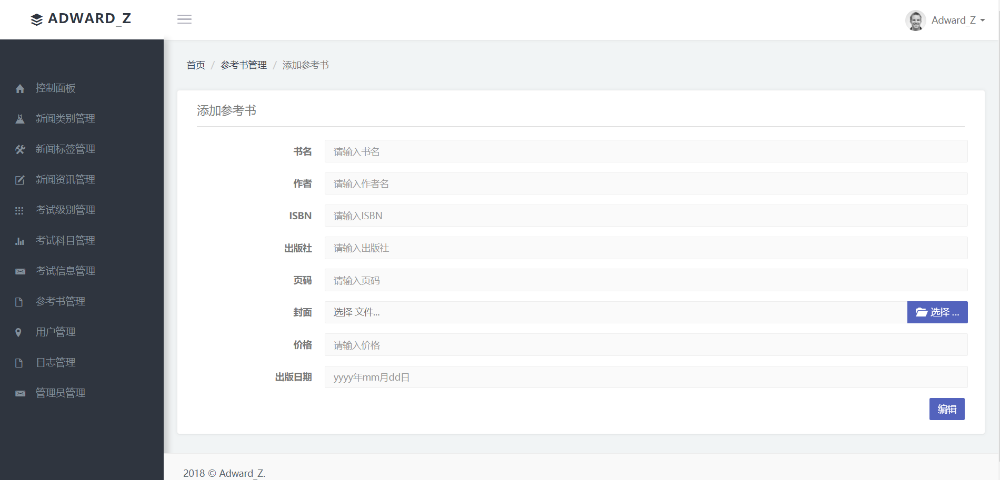 ADWARD_Z
Adward_Z
控制面板
新闻类别管理
新闻标签管理
新闻资讯管理
考试级别管理
考试科目管理
考试信息管理
参考书管理
用户管理
日志管理
管理员管理
首页 / 参考书管理 / 添加参考书
添加参考书
书名 请输入书名
作者 请输入作者名
ISBN 请输入ISBN
出版社 请输入出版社
页码 请输入页码
封面 选择 文件... 选择 ...
价格 请输入价格
出版日期 yyyy年mm月dd日
编辑
2018 © Adward_Z.